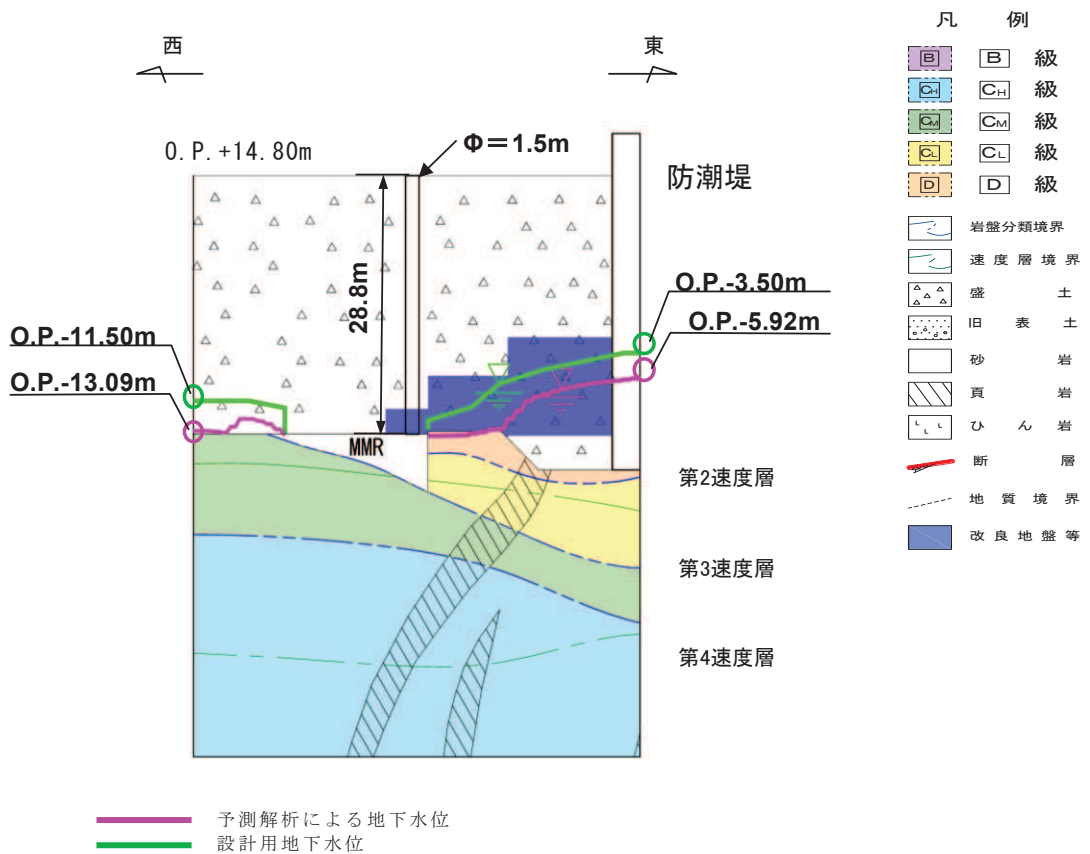 西
東
O.P.+14.80m
Φ＝1.5m
防潮堤
28.8m
O.P.-3.50m
O.P.-5.92m
O.P.-11.50m
O.P.-13.09m
MMR
第2速度層
第3速度層
第4速度層
凡 例
B B 級
CH CH 級
CM CM 級
CL CL 級
D D 級
岩盤分類境界
速度層境界
盛土
旧表土
砂岩
頁岩
ひん岩
断層
地質境界
改良地盤等
予測解析による地下水位
設計用地下水位